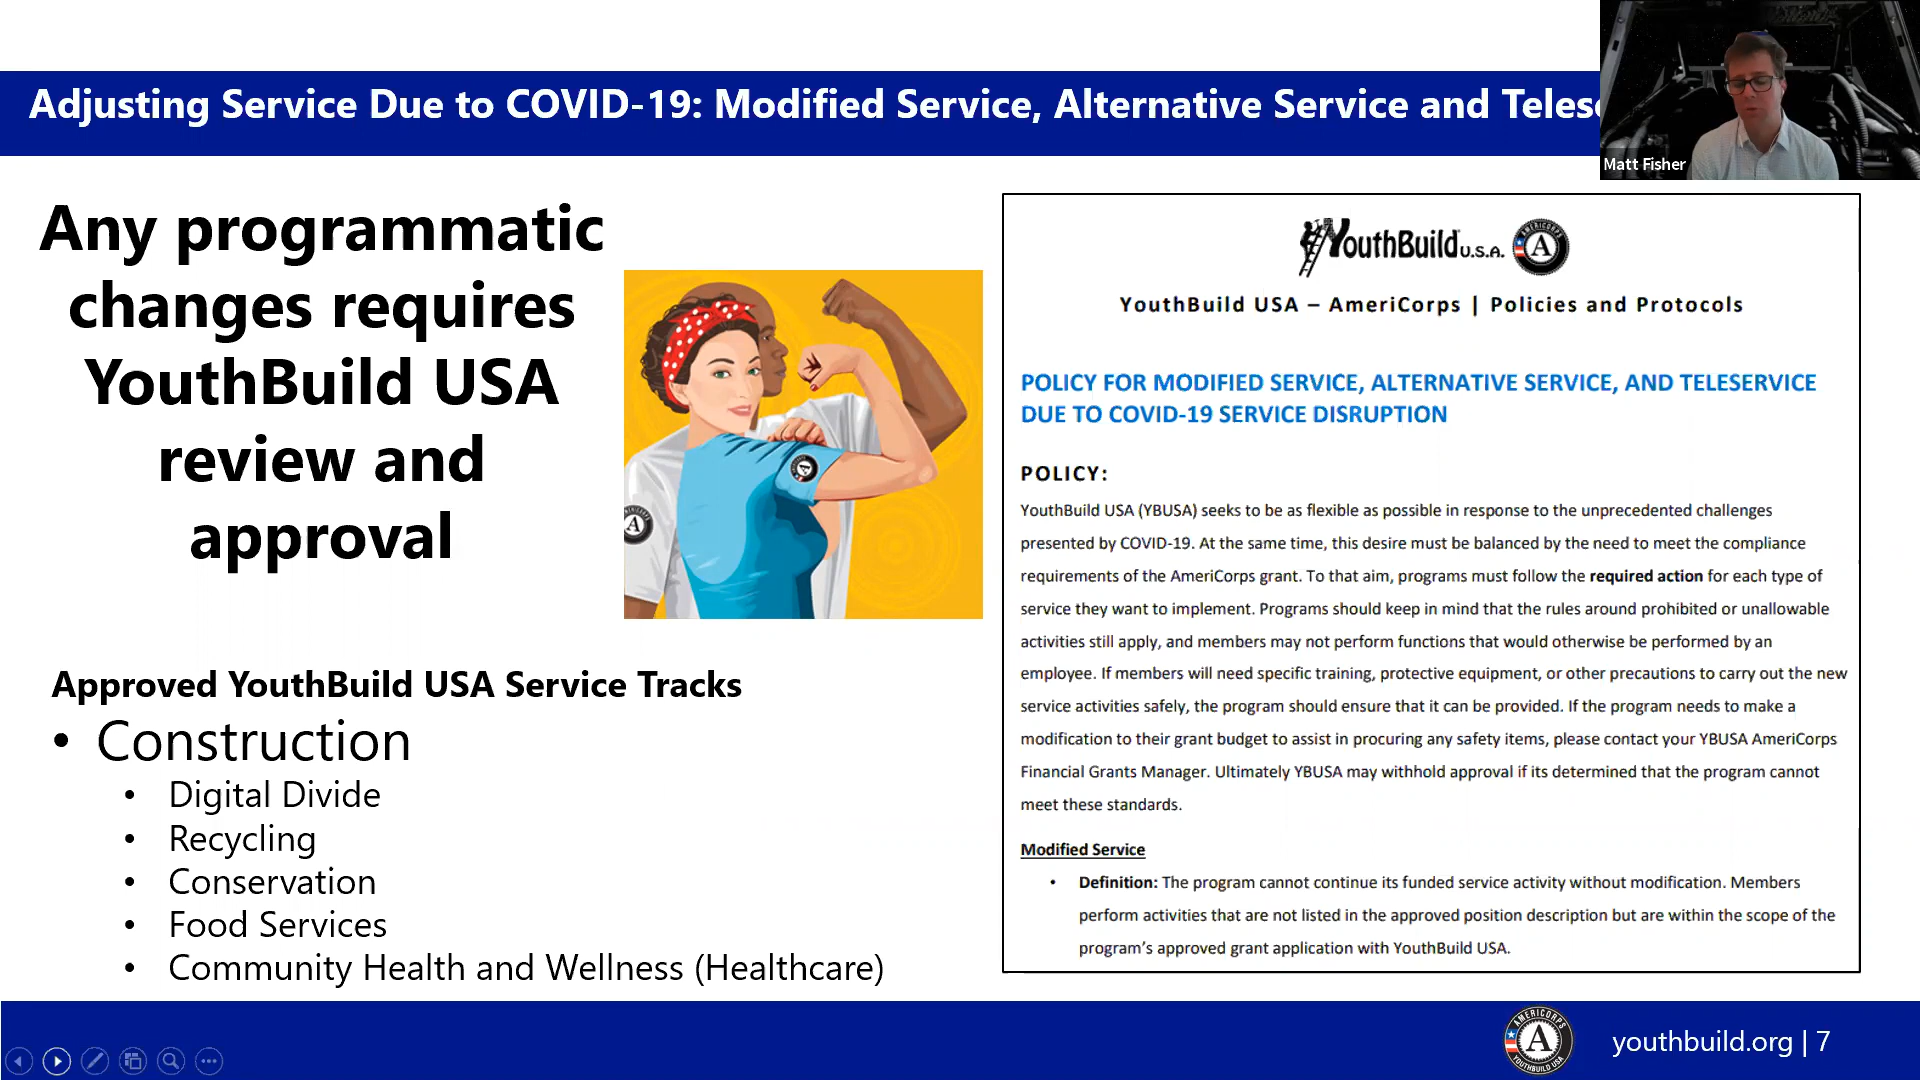 Adjusting Service Due to COVID-19: Modified Service, Alternative Service and Teles
Matt Fisher
Any programmatic
changes requires
YouthBuild USA
review and
approval
Approved YouthBuild USA Service Tracks
• Construction
• Digital Divide
• Recycling
• Conservation
• Food Services
• Community Health and Wellness (Healthcare)
YouthBuild U.S.A.
AMERICORPS
A
YouthBuild USA – AmeriCorps | Policies and Protocols
POLICY FOR MODIFIED SERVICE, ALTERNATIVE SERVICE, AND TELESERVICE
DUE TO COVID-19 SERVICE DISRUPTION
POLICY:
YouthBuild USA (YBUSA) seeks to be as flexible as possible in response to the unprecedented challenges
presented by COVID-19. At the same time, this desire must be balanced by the need to meet the compliance
requirements of the AmeriCorps grant. To that aim, programs must follow the required action for each type of
service they want to implement. Programs should keep in mind that the rules around prohibited or unallowable
activities still apply, and members may not perform functions that would otherwise be performed by an
employee. If members will need specific training, protective equipment, or other precautions to carry out the new
service activities safely, the program should ensure that it can be provided. If the program needs to make a
modification to their grant budget to assist in procuring any safety items, please contact your YBUSA AmeriCorps
Financial Grants Manager. Ultimately YBUSA may withhold approval if its determined that the program cannot
meet these standards.
Modified Service
• Definition: The program cannot continue its funded service activity without modification. Members
perform activities that are not listed in the approved position description but are within the scope of the
program's approved grant application with YouthBuild USA.
AMERICORPS
A
YOUTHBUILD USA
youthbuild.org | 7